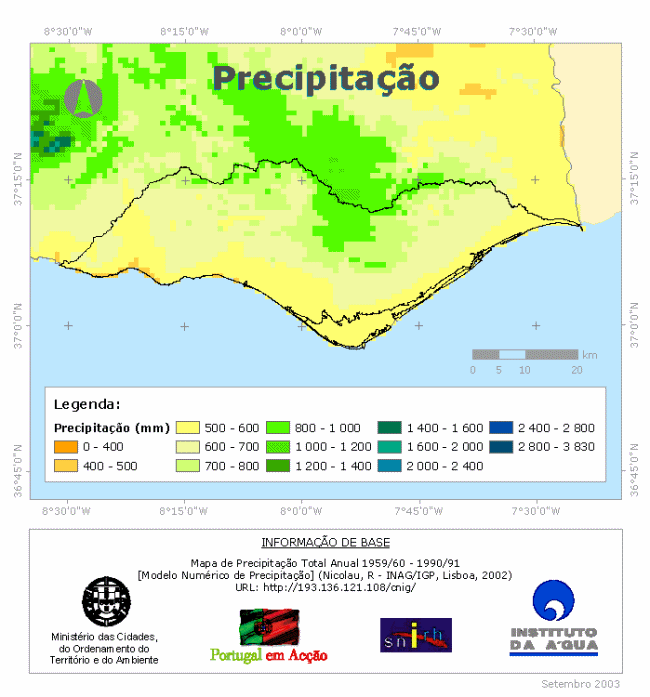 8°30'0"W 8°15'0"W 8°0'0"W 7°45'0"W 7°30'0"W
Precipitação
37°15'0"N 37°15'0"N
37°0'0"N 37°0'0"N
km
0 5 10 20
Legenda:
Precipitação (mm)
0 - 400
400 - 500
500 - 600
600 - 700
700 - 800
800 - 1 000
1 000 - 1 200
1 200 - 1 400
1 400 - 1 600
1 600 - 2 000
2 000 - 2 400
2 400 - 2 800
2 800 - 3 830
36°45'0"N 36°45'0"N
8°30'0"W 8°15'0"W 8°0'0"W 7°45'0"W 7°30'0"W
INFORMAÇÃO DE BASE
Mapa de Precipitação Total Anual 1959/60 - 1990/91
[Modelo Numérico de Precipitação] (Nicolau, R - INAG/IGP, Lisboa, 2002)
URL: http://193.136.121.108/cnig/
Ministério das Cidades,
do Ordenamento do
Território e do Ambiente
Portugal em Acção
snirh
INSTITUTO
DA ÁGUA
Setembro 2003